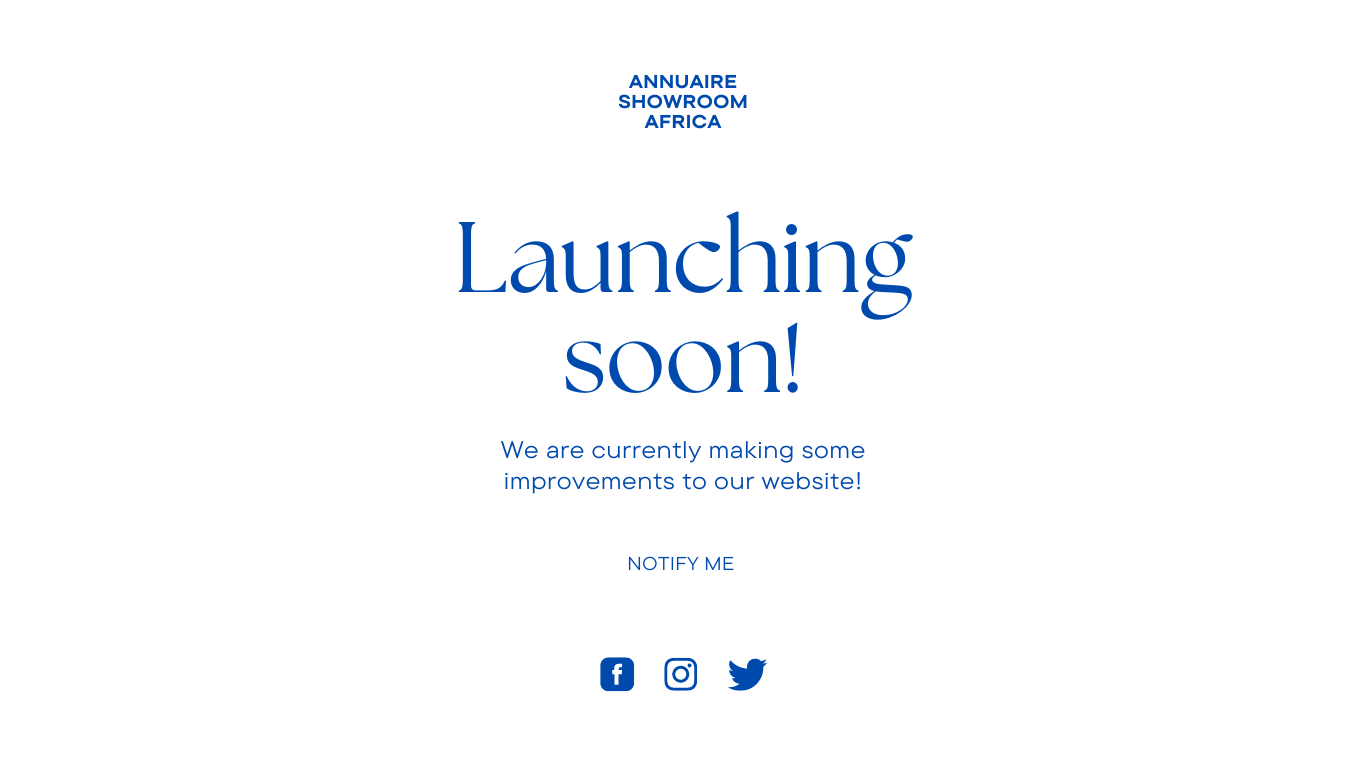 ANNUAIRE
SHOWROOM
AFRICA
Launching
soon!
We are currently making some
improvements to our website!
NOTIFY ME